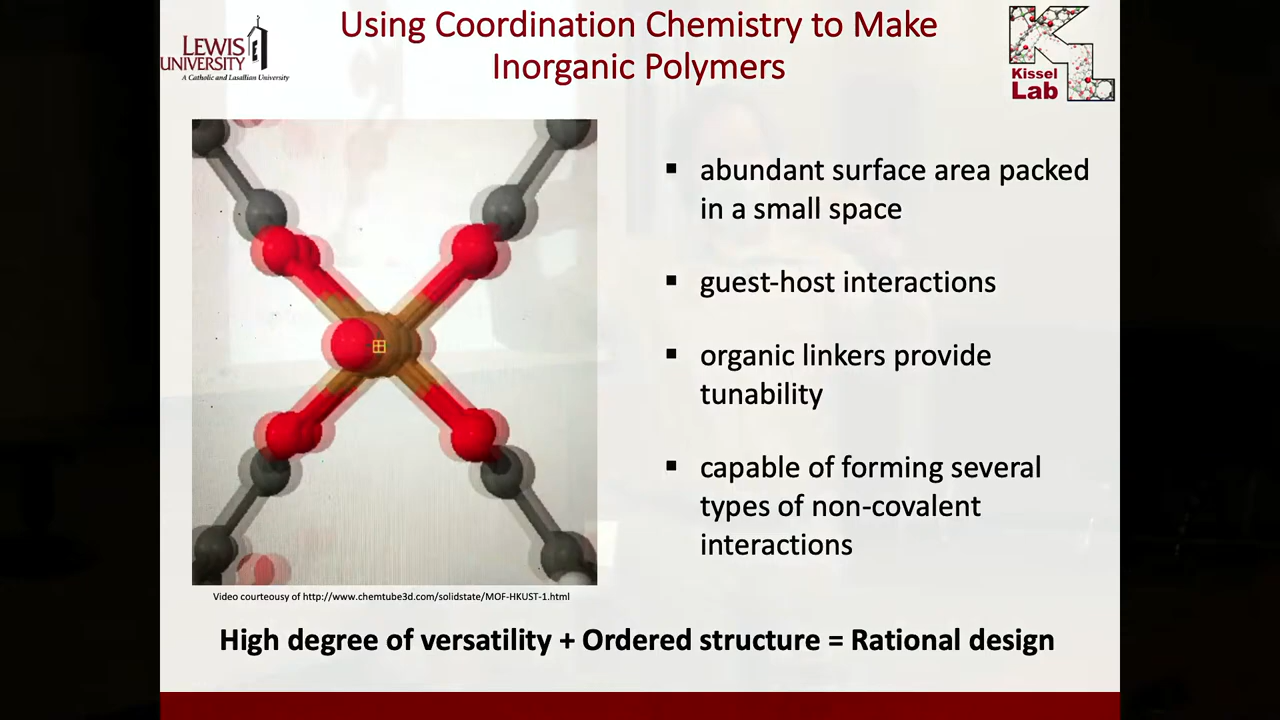 Using Coordination Chemistry to Make
Inorganic Polymers
LEWIS
UNIVERSITY
A Catholic and Lasallian University
Kissel
Lab
▪ abundant surface area packed
in a small space
▪ guest-host interactions
▪ organic linkers provide
tunability
▪ capable of forming several
types of non-covalent
interactions
Video courteousy of http://www.chemtube3d.com/solidstate/MOF-HKUST-1.html
High degree of versatility + Ordered structure = Rational design